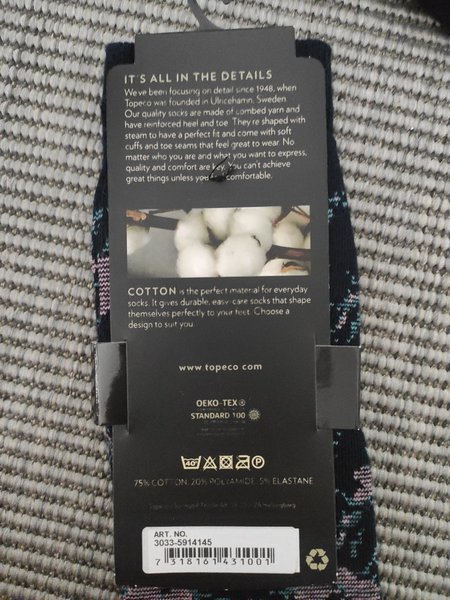 IT'S ALL IN THE DETAILS
We've been focusing on detail since 1948, when
Topeco was founded in Ulricehamn, Sweden.
Our quality socks are made of combed yarn and
have reinforced heel and toe. They're shaped with
steam to have a perfect fit and come with soft
cuffs and toe seams that feel great to wear. No
matter who you are and what you want to express,
quality and comfort are key. You can't achieve
great things unless you comfortable.
COTTON is the perfect material for everyday
socks. It gives durable, easy-care socks that shape
themselves perfectly to your feet. Choose a
design to suit you.
www.topeco.com
OEKO-TEX®
STANDARD 100
40°
P
75% COTTON, 20% POLYAMIDE, 5% ELASTANE
ART. NO.
3033-5914145
7 318161 431001